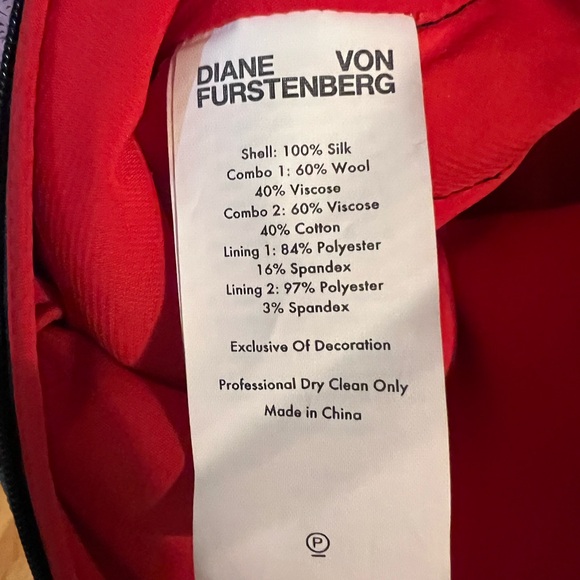 DIANE VON
FURSTENBERG
Shell: 100% Silk
Combo 1: 60% Wool
40% Viscose
Combo 2: 60% Viscose
40% Cotton
Lining 1: 84% Polyester
16% Spandex
Lining 2: 97% Polyester
3% Spandex
Exclusive Of Decoration
Professional Dry Clean Only
Made in China
P